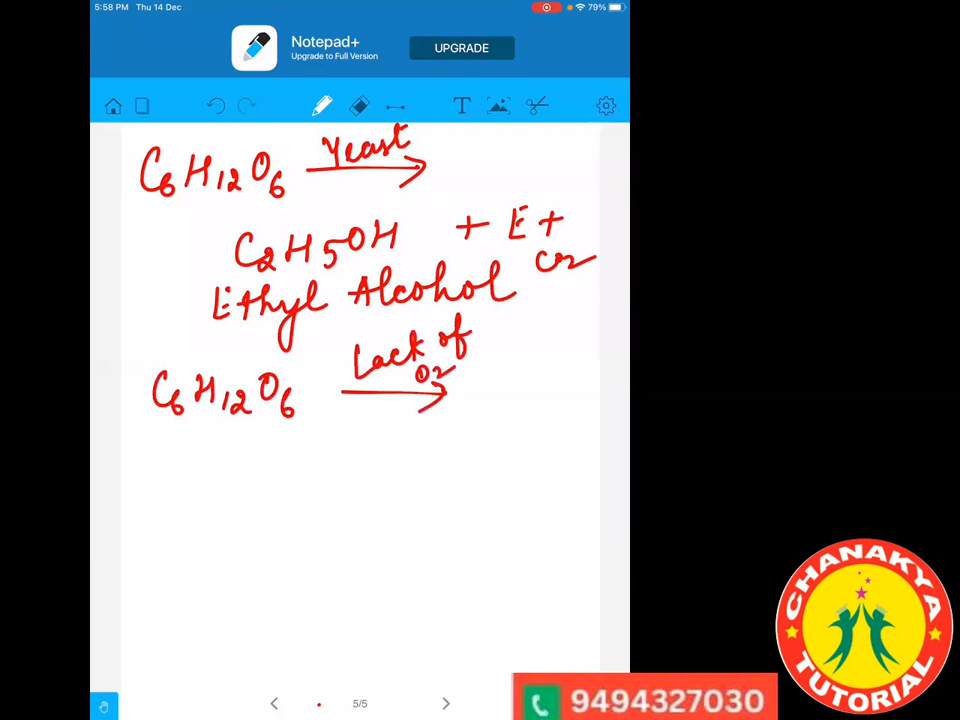 5:58 PM Thu 14 Dec 79%
Notepad+
Upgrade to Full Version
UPGRADE
T
C6H12O6 Yeast
C2H5OH + E +
CO2
Ethyl Alcohol
Lack of
O2
C6H12O6
5/5
CHANAKYA
TUTORIAL
9494327030